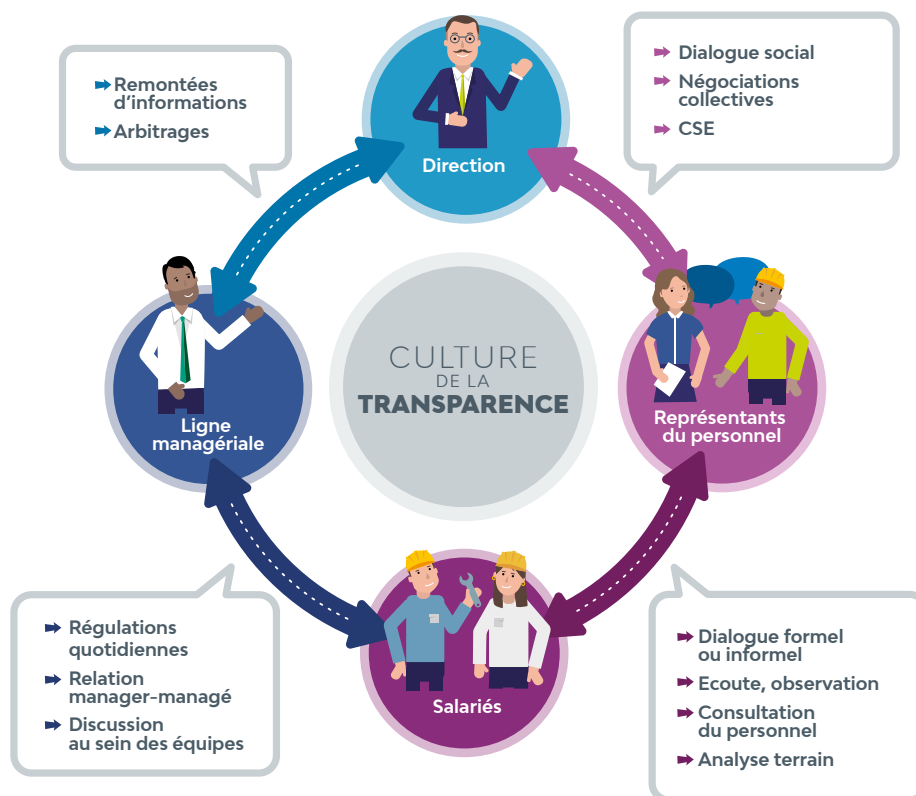 Remontées
d'informations
Arbitrages
Direction
Dialogue social
Négociations
collectives
CSE
CULTURE
DE LA
TRANSPARENCE
Ligne
managériale
Représentants
du personnel
Régulations
quotidiennes
Relation
manager-managé
Discussion
au sein des équipes
Salariés
Dialogue formel
ou informel
Ecoute, observation
Consultation
du personnel
Analyse terrain